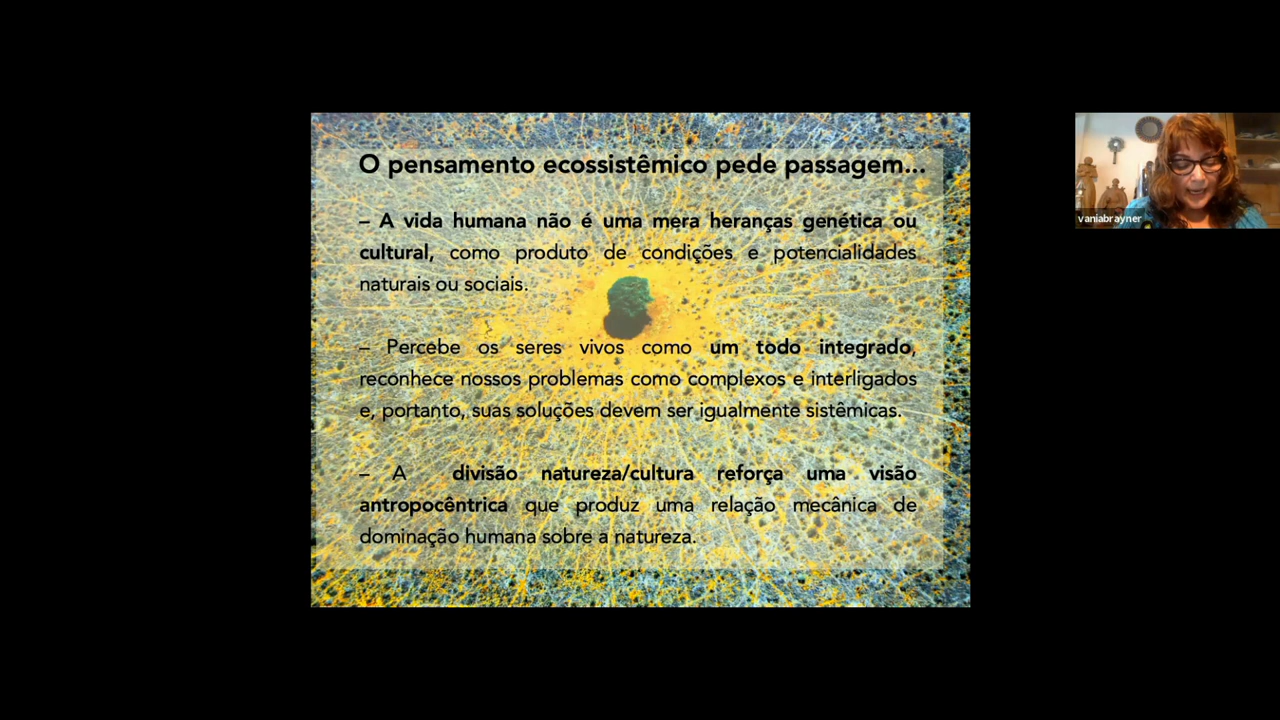 O pensamento ecossistêmico pede passagem...
– A vida humana não é uma mera heranças genética ou
cultural, como produto de condições e potencialidades
naturais ou sociais.
– Percebe os seres vivos como um todo integrado,
reconhece nossos problemas como complexos e interligados
e, portanto, suas soluções devem ser igualmente sistêmicas.
– A divisão natureza/cultura reforça uma visão
antropocêntrica que produz uma relação mecânica de
dominação humana sobre a natureza.
vaniabrayner